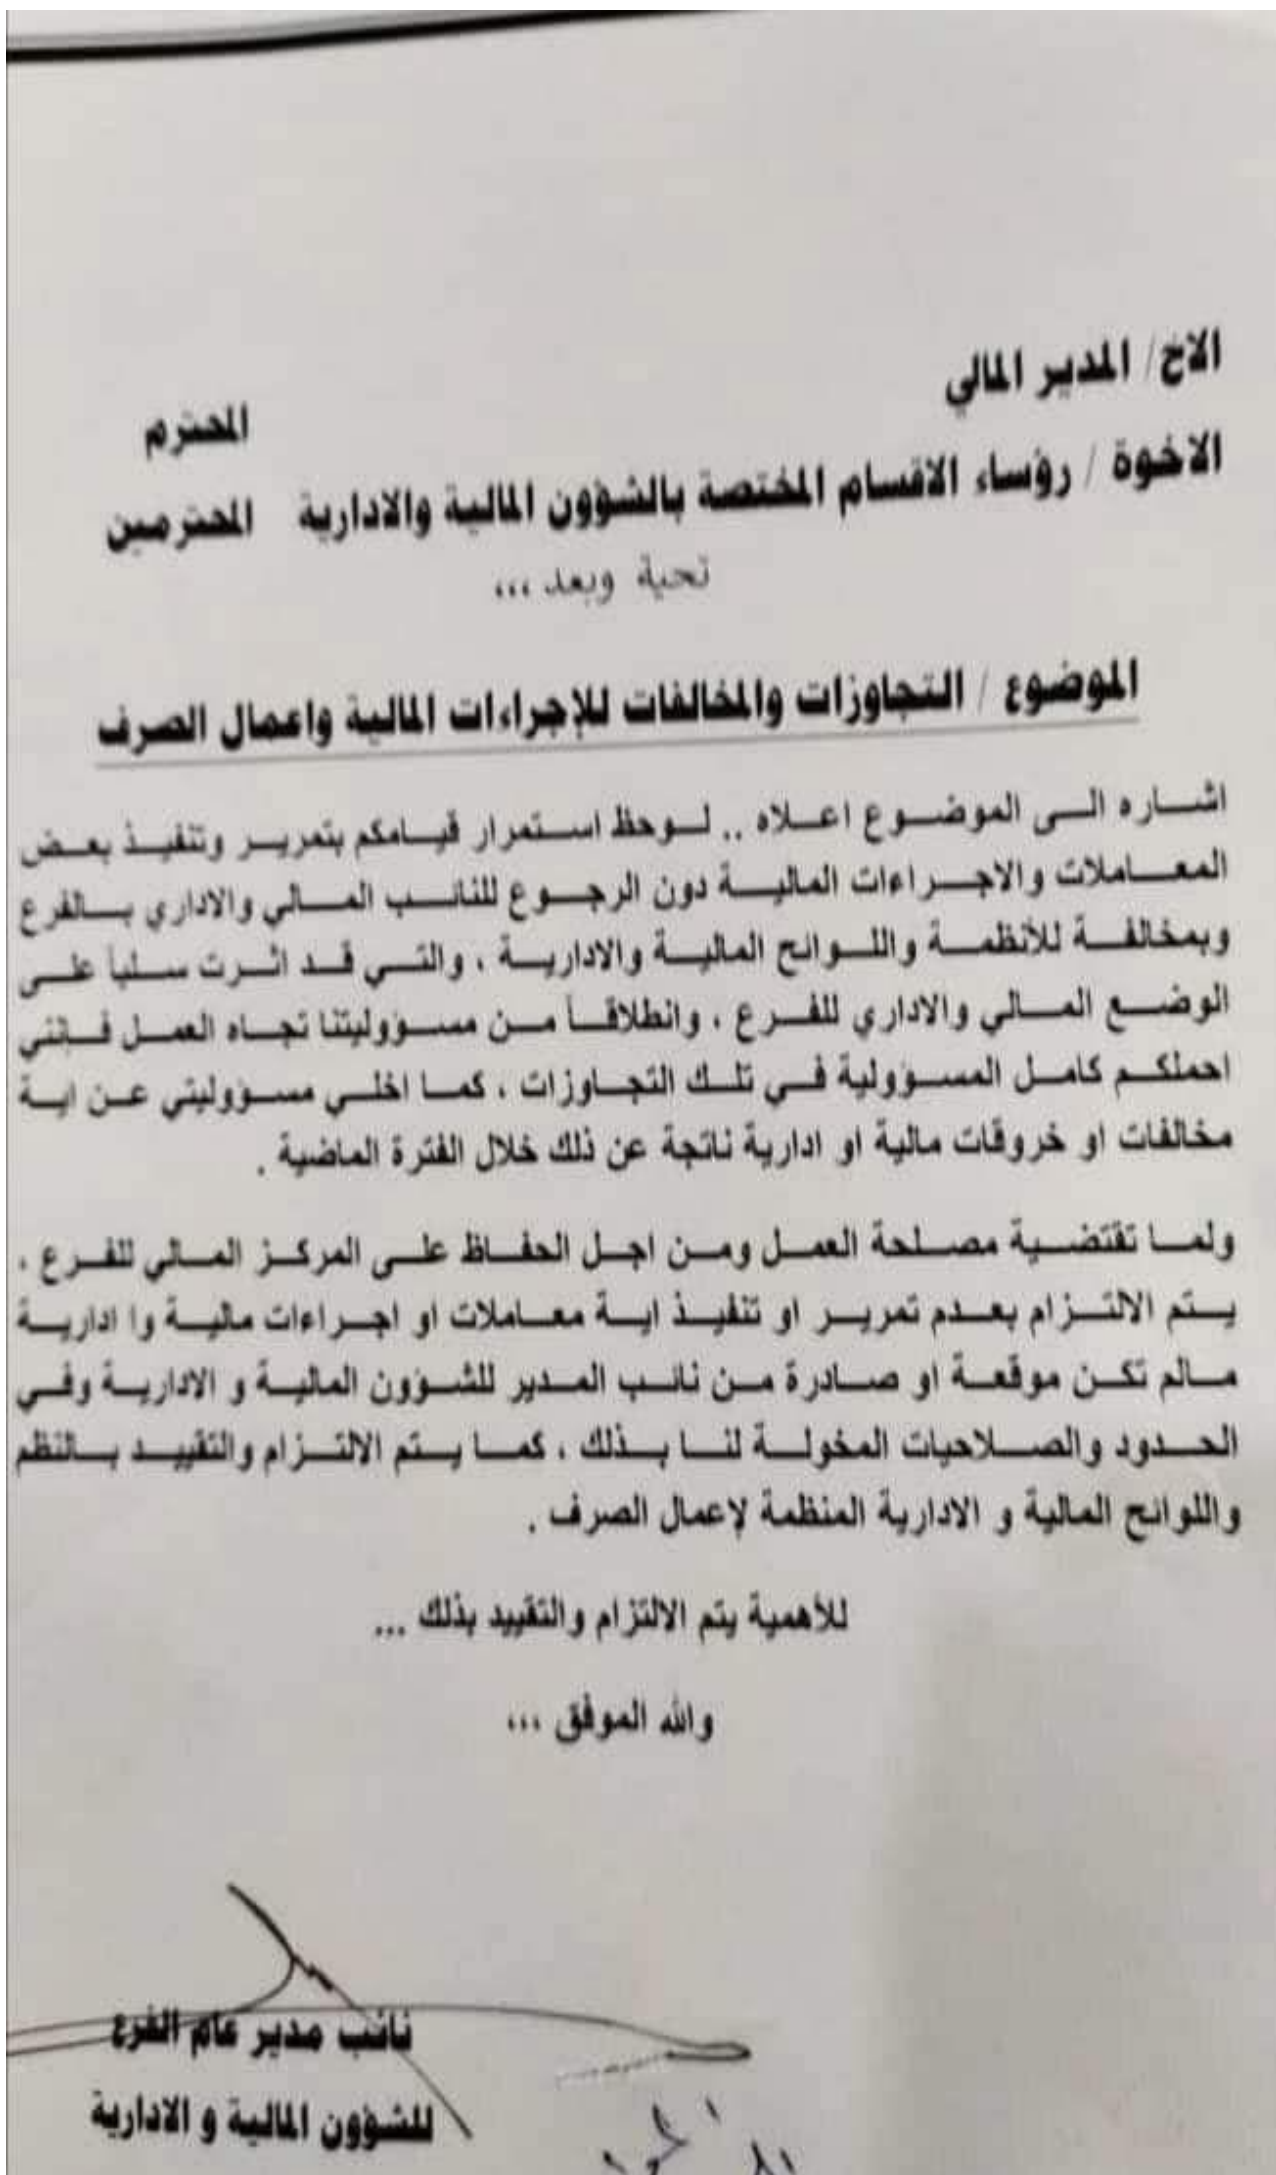 الاخ/ المدير المالي المحترم
الاخوة / رؤساء الاقسام المختصة بالشؤون المالية والادارية المحترمين
تحية وبعد ،،،
الموضوع / التجاوزات والمخالفات للإجراءات المالية واعمال الصرف
اشاره الى الموضوع اعلاه .. لوحظ استمرار قيامكم بتمرير وتنفيذ بعض
المعاملات والاجراءات المالية دون الرجوع للنائب المالي والاداري بالفرع
وبمخالفة للأنظمة واللوائح المالية والادارية ، والتي قد اثرت سلباً على
الوضع المالي والاداري للفرع ، وانطلاقاً من مسؤوليتنا تجاه العمل فإنني
احملكم كامل المسؤولية في تلك التجاوزات ، كما اخلي مسؤوليتي عن اية
مخالفات او خروقات مالية او ادارية ناتجة عن ذلك خلال الفترة الماضية .
ولما تقتضية مصلحة العمل ومن اجل الحفاظ على المركز المالي للفرع ،
يتم الالتزام بعدم تمرير او تنفيذ اية معاملات او اجراءات مالية وا ادارية
مالم تكن موقعة او صادرة من نائب المدير للشؤون المالية و الادارية وفي
الحدود والصلاحيات المخولة لنا بذلك ، كما يتم الالتزام والتقييد بالنظم
واللوائح المالية و الادارية المنظمة لإعمال الصرف .
للأهمية يتم الالتزام والتقييد بذلك ...
والله الموفق ،،،
نائب مدير عام الفرع
للشؤون المالية و الادارية